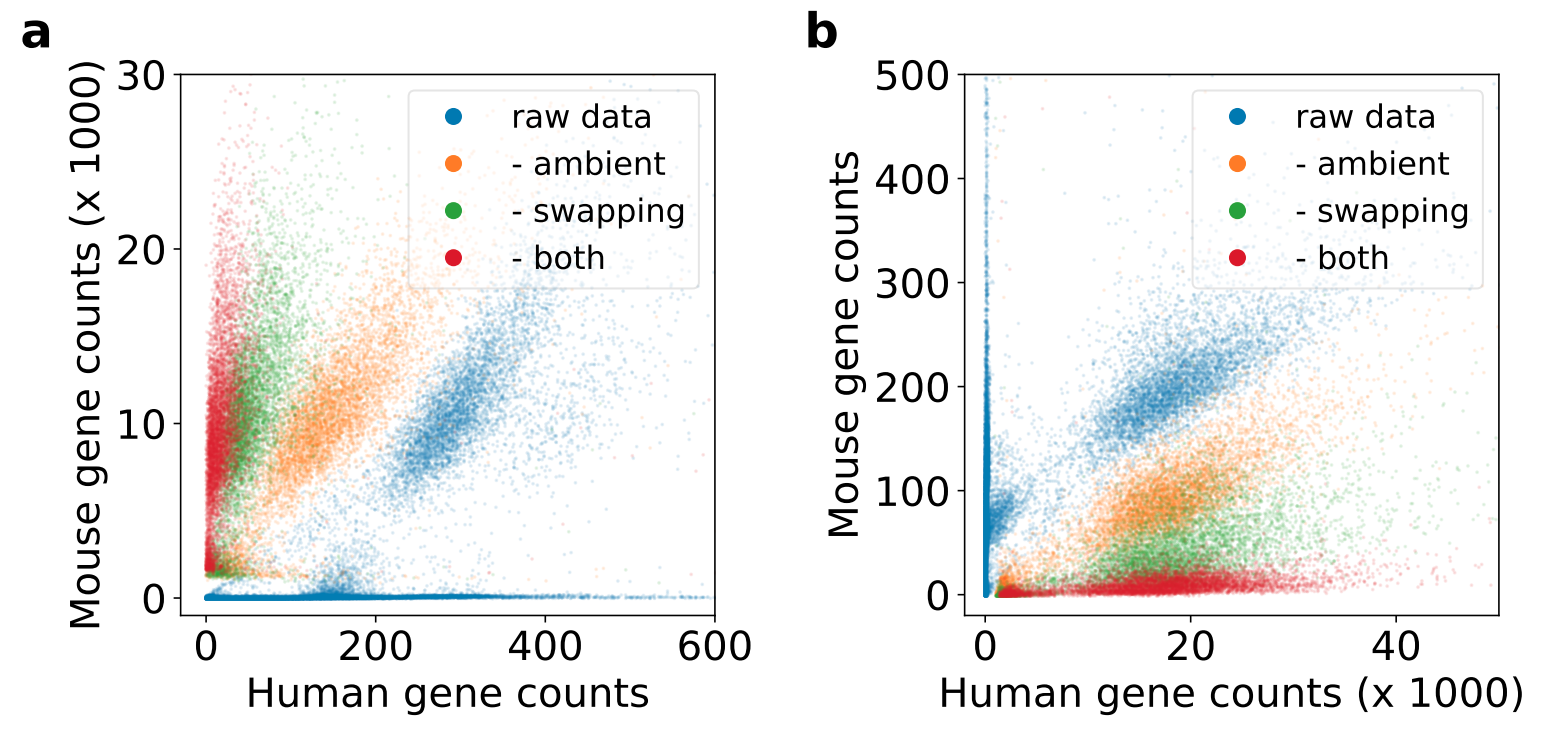 a
Mouse gene counts (x 1000)
30
20
10
0
0 200 400 600
Human gene counts
raw data
- ambient
- swapping
- both
b
Mouse gene counts
500
400
300
200
100
0
0 20 40
Human gene counts (x 1000)
raw data
- ambient
- swapping
- both